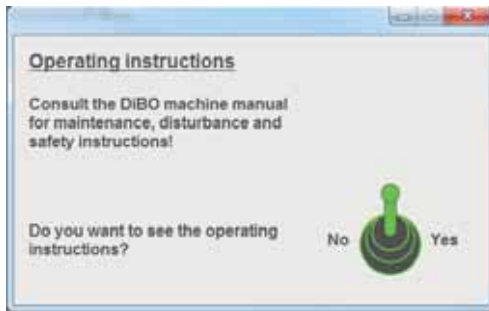 Operating instructions
Consult the DiBO machine manual
for maintenance, disturbance and
safety instructions!
Do you want to see the operating
instructions?
No
Yes